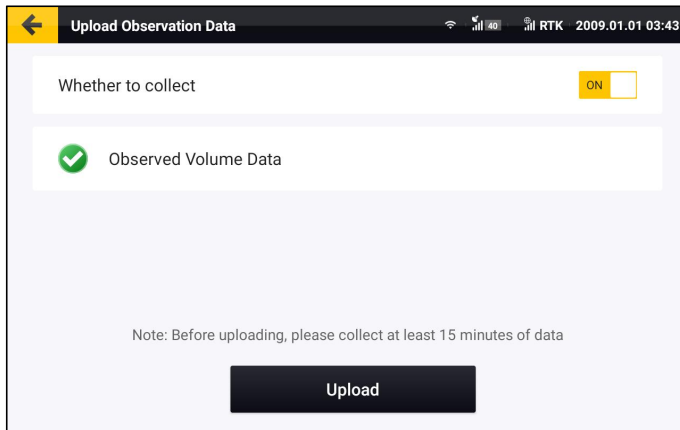 Upload Observation Data 40 RTK 2009.01.01 03:43
Whether to collect ON
Observed Volume Data
Note: Before uploading, please collect at least 15 minutes of data
Upload